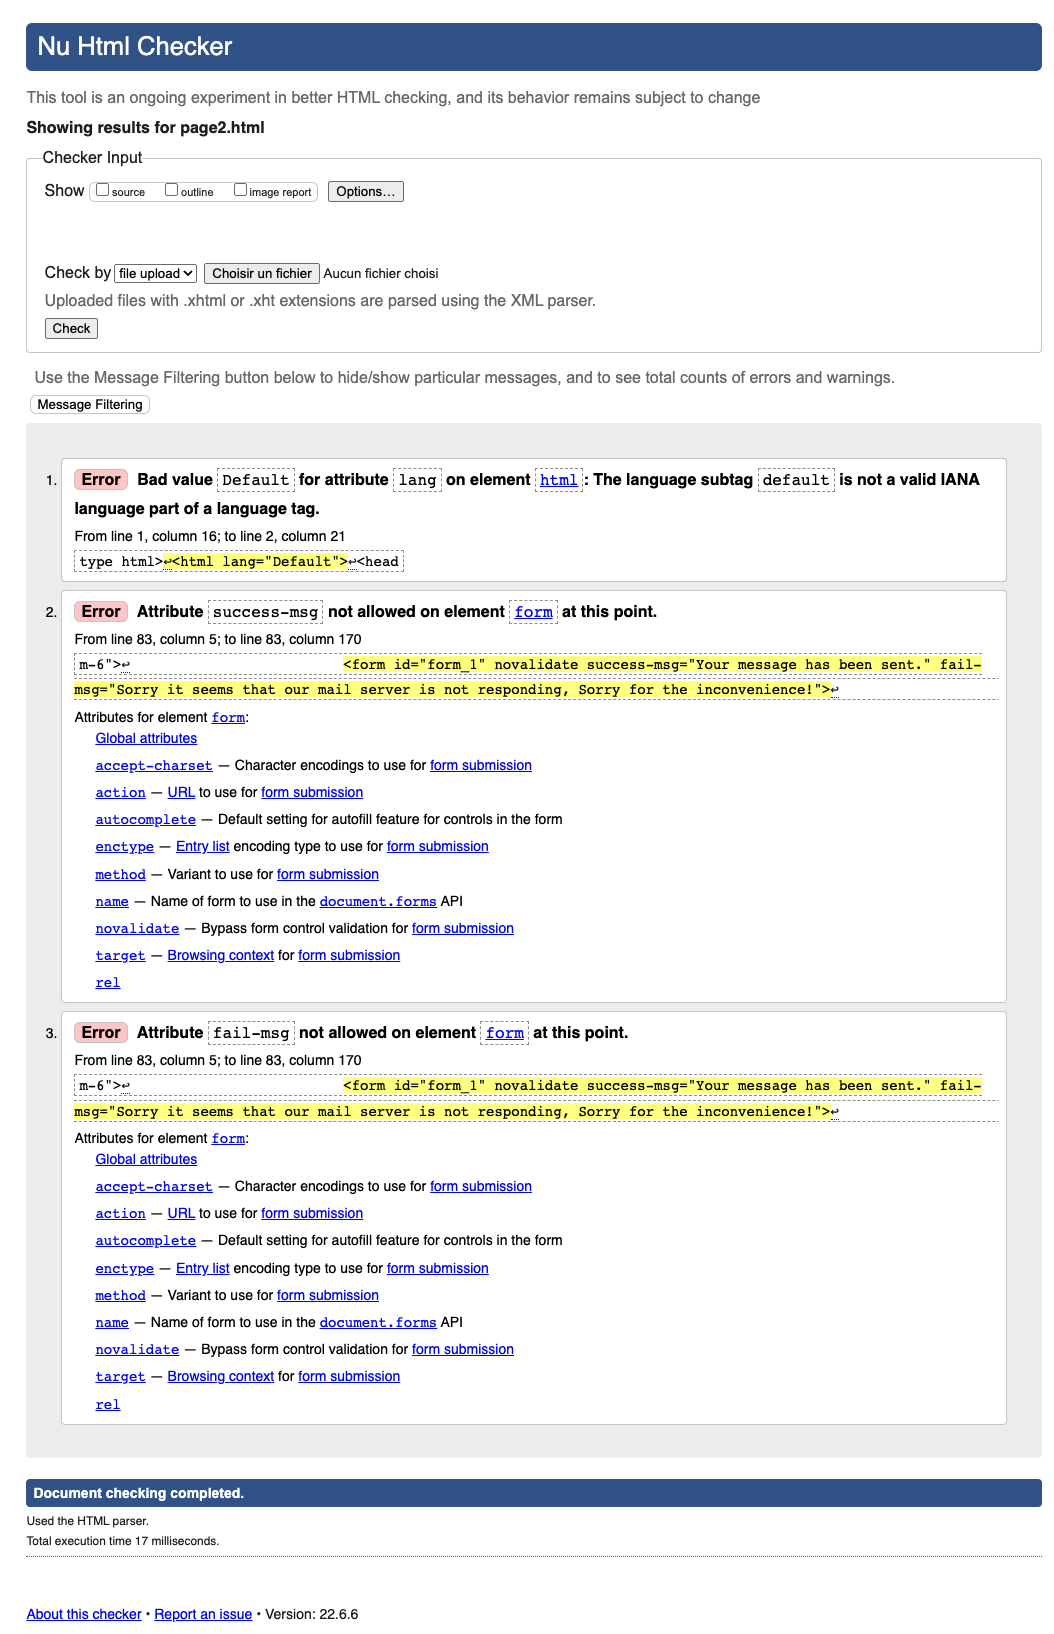 Nu Html Checker
This tool is an ongoing experiment in better HTML checking, and its behavior remains subject to change
Showing results for page2.html
Checker Input
Show source outline image report Options...
Check by file upload Choisir un fichier Aucun fichier choisi
Uploaded files with .xhtml or .xht extensions are parsed using the XML parser.
Check
Use the Message Filtering button below to hide/show particular messages, and to see total counts of errors and warnings.
Message Filtering
1. Error Bad value Default for attribute lang on element html: The language subtag default is not a valid IANA
language part of a language tag.
From line 1, column 16; to line 2, column 21
type html>↩<html lang="Default">↩<head
2. Error Attribute success-msg not allowed on element form at this point.
From line 83, column 5; to line 83, column 170
m-6">↩ <form id="form_1" novalidate success-msg="Your message has been sent." fail-
msg="Sorry it seems that our mail server is not responding, Sorry for the inconvenience!">↩
Attributes for element form:
Global attributes
accept-charset — Character encodings to use for form submission
action — URL to use for form submission
autocomplete — Default setting for autofill feature for controls in the form
enctype — Entry list encoding type to use for form submission
method — Variant to use for form submission
name — Name of form to use in the document.forms API
novalidate — Bypass form control validation for form submission
target — Browsing context for form submission
rel
3. Error Attribute fail-msg not allowed on element form at this point.
From line 83, column 5; to line 83, column 170
m-6">↩ <form id="form_1" novalidate success-msg="Your message has been sent." fail-
msg="Sorry it seems that our mail server is not responding, Sorry for the inconvenience!">↩
Attributes for element form:
Global attributes
accept-charset — Character encodings to use for form submission
action — URL to use for form submission
autocomplete — Default setting for autofill feature for controls in the form
enctype — Entry list encoding type to use for form submission
method — Variant to use for form submission
name — Name of form to use in the document.forms API
novalidate — Bypass form control validation for form submission
target — Browsing context for form submission
rel
Document checking completed.
Used the HTML parser.
Total execution time 17 milliseconds.
About this checker • Report an issue • Version: 22.6.6